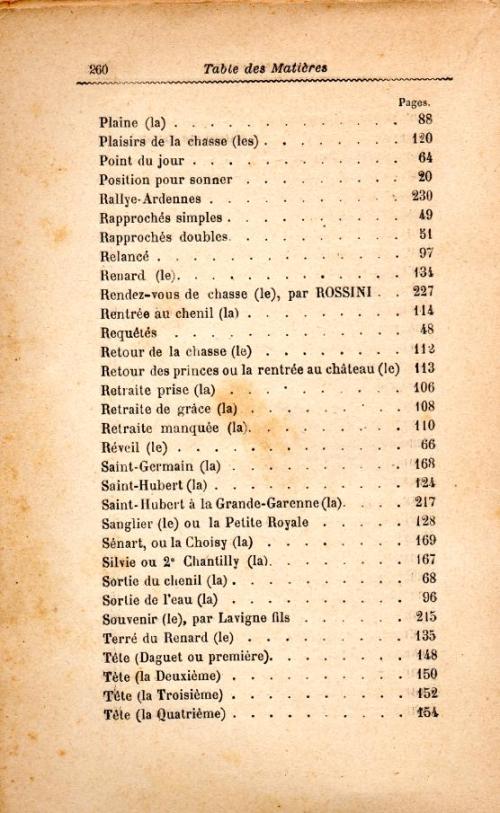 260 Table des Matières
Pages.
Plaine (la) . . . . . . . . . . . . 88
Plaisirs de la chasse (les) . . . . . . . 120
Point du jour . . . . . . . . . . . 64
Position pour sonner . . . . . . . . 20
Rallye-Ardennes . . . . . . . . . . 230
Rapprochés simples . . . . . . . . . 49
Rapprochés doubles . . . . . . . . . 51
Relancé . . . . . . . . . . . . . 97
Renard (le) . . . . . . . . . . . . 134
Rendez-vous de chasse (le), par ROSSINI . . 227
Rentrée au chenil (la) . . . . . . . . 114
Requêtés . . . . . . . . . . . . 48
Retour de la chasse (le) . . . . . . . 112
Retour des princes ou la rentrée au château (le) 113
Retraite prise (la) . . . . . . . . . 106
Retraite de grâce (la) . . . . . . . . 108
Retraite manquée (la) . . . . . . . . 110
Réveil (le) . . . . . . . . . . . . 66
Saint-Germain (la) . . . . . . . . . 168
Saint-Hubert (la) . . . . . . . . . . 124
Saint-Hubert à la Grande-Garenne (la) . . . 217
Sanglier (le) ou la Petite Royale . . . . . 128
Sénart, ou la Choisy (la) . . . . . . . 169
Silvie ou 2e Chantilly (la) . . . . . . . 167
Sortie du chenil (la) . . . . . . . . . 68
Sortie de l'eau (la) . . . . . . . . . 96
Souvenir (le), par Lavigne fils . . . . . 215
Terré du Renard (le) . . . . . . . . 135
Tête (Daguet ou première) . . . . . . . 148
Tête (la Deuxième) . . . . . . . . . 150
Tête (la Troisième) . . . . . . . . . 152
Tête (la Quatrième) . . . . . . . . . 154